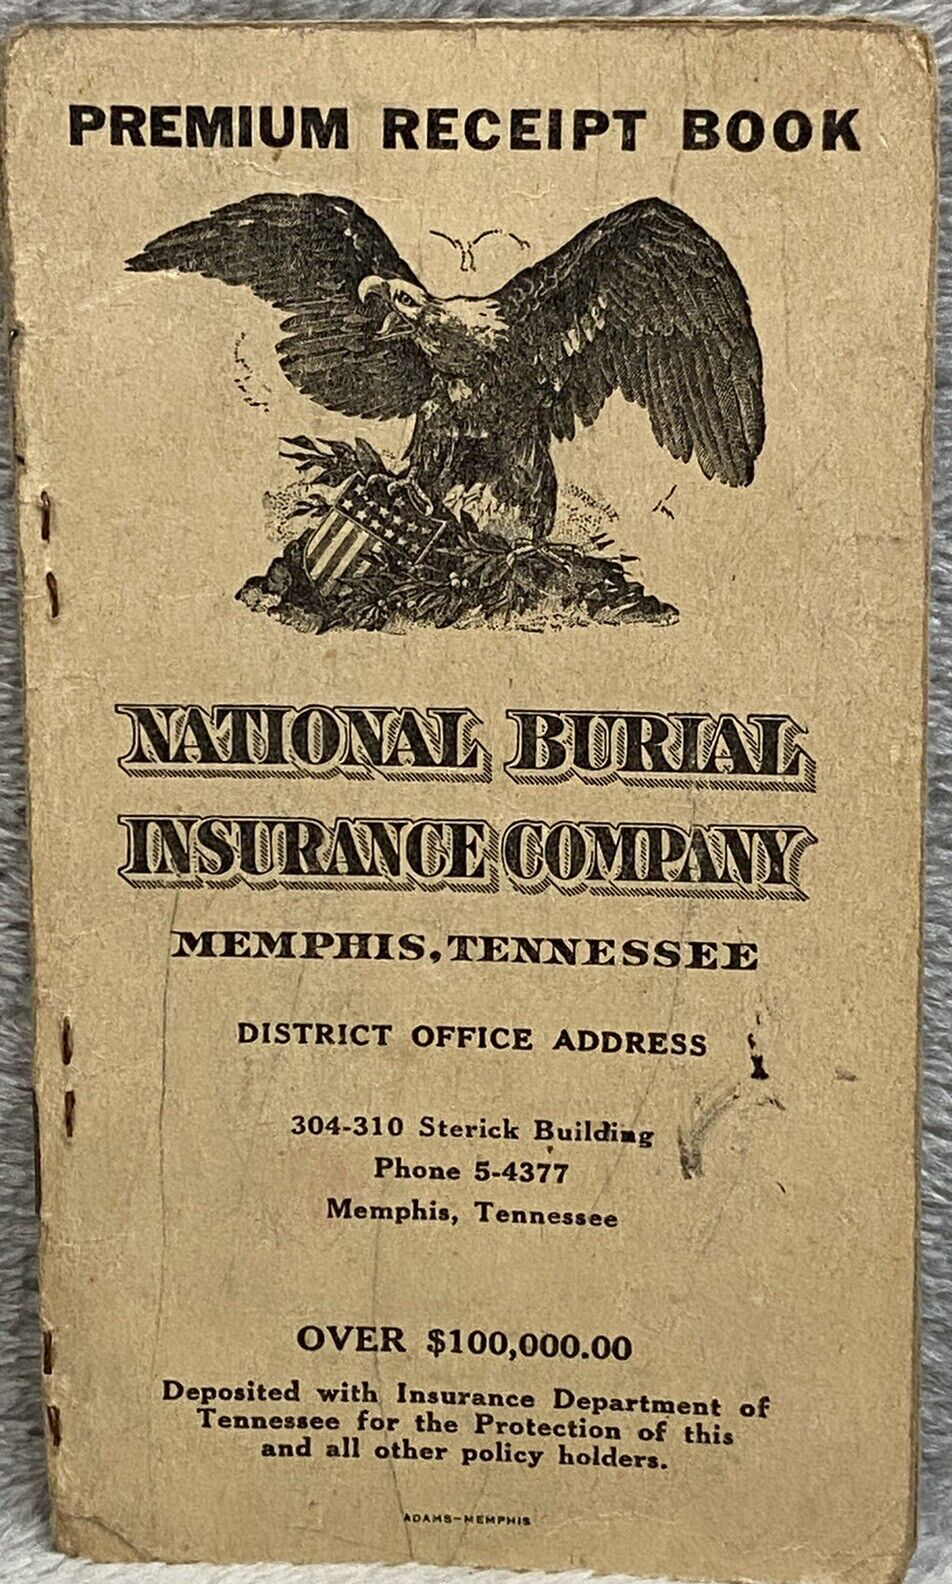 PREMIUM RECEIPT BOOK
NATIONAL BURIAL
INSURANCE COMPANY
MEMPHIS, TENNESSEE
DISTRICT OFFICE ADDRESS
304-310 Sterick Building
Phone 5-4377
Memphis, Tennessee
OVER $100,000.00
Deposited with Insurance Department of
Tennessee for the Protection of this
and all other policy holders.
ADAMS-MEMPHIS